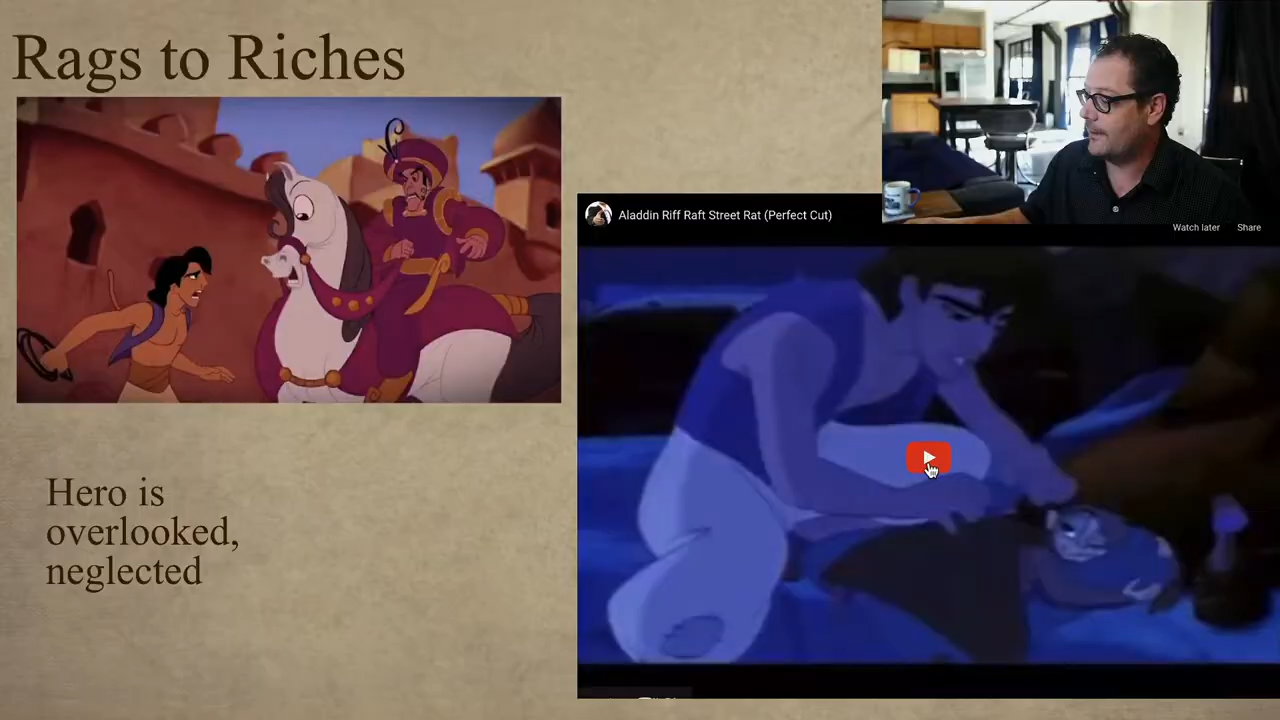 Rags to Riches
Aladdin Riff Raft Street Rat (Perfect Cut)
Watch later
Share
Hero is
overlooked,
neglected